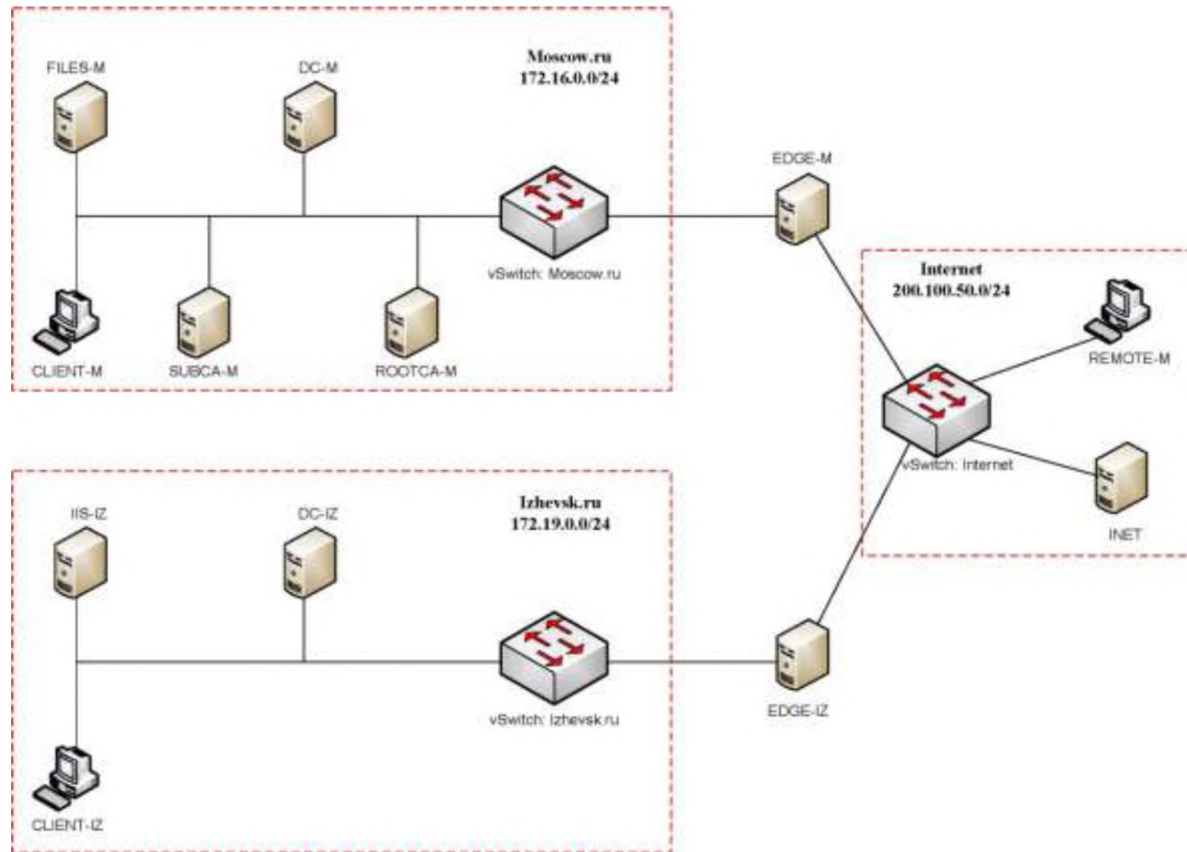 Moscow.ru
172.16.0.0/24
FILES-M
DC-M
vSwitch: Moscow.ru
CLIENT-M
SUBCA-M
ROOTCA-M
EDGE-M
Internet
200.100.50.0/24
REMOTE-M
vSwitch: Internet
INET
Izhevsk.ru
172.19.0.0/24
IIS-IZ
DC-IZ
vSwitch: Izhevsk.ru
EDGE-IZ
CLIENT-IZ